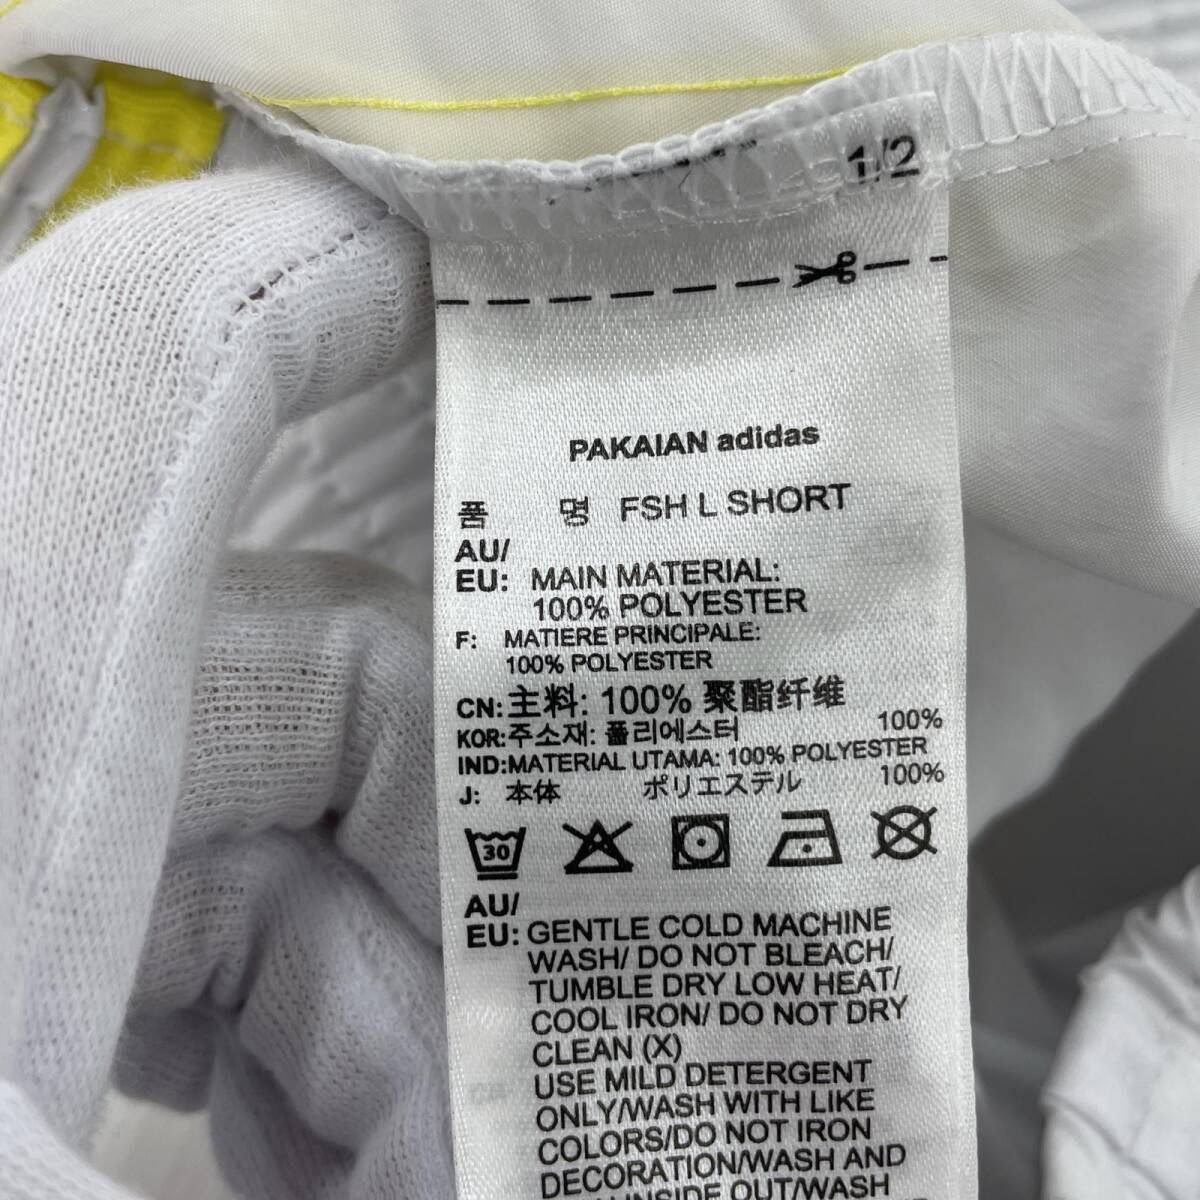 1/2
PAKAIAN adidas
품 명 FSH L SHORT
AU/
EU: MAIN MATERIAL:
100% POLYESTER
F: MATIERE PRINCIPALE:
100% POLYESTER
CN:主料: 100% 聚酯纤维
KOR:주소재: 폴리에스터 100%
IND:MATERIAL UTAMA: 100% POLYESTER
J: 本体 ポリエステル 100%
30
AU/
EU: GENTLE COLD MACHINE
WASH/ DO NOT BLEACH/
TUMBLE DRY LOW HEAT/
COOL IRON/ DO NOT DRY
CLEAN (X)
USE MILD DETERGENT
ONLY/WASH WITH LIKE
COLORS/DO NOT IRON
DECORATION/WASH AND
INSIDE OUT/WASH